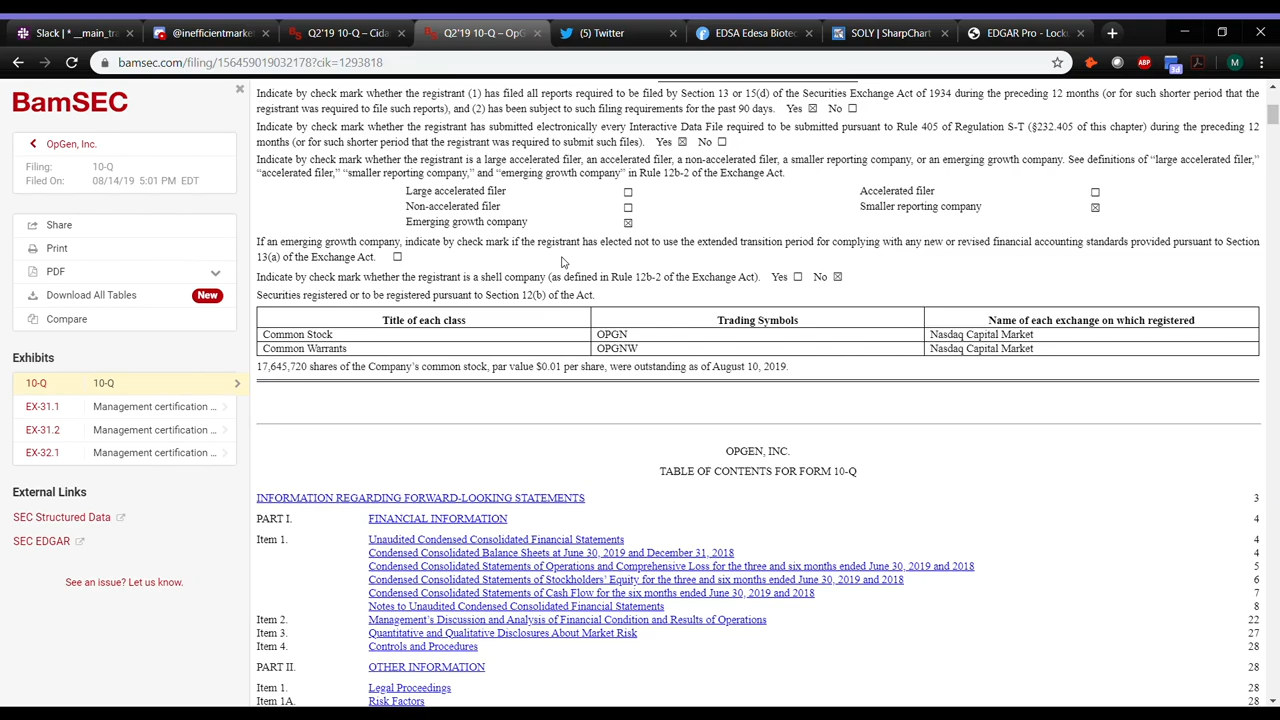 Slack | * __main_tra
@inefficientmarke
Q2'19 10-Q – Cida
Q2'19 10-Q – OpG
(5) Twitter
EDSA Edesa Biotec
SOLY | SharpChart
EDGAR Pro - Locku
bamsec.com/filing/156459019032178?cik=1293818
ABP
3d
M
BamSEC
OpGen, Inc.
Filing: 10-Q
Filed On: 08/14/19 5:01 PM EDT
Share
Print
PDF
Download All Tables New
Compare
Exhibits
10-Q 10-Q
EX-31.1 Management certification ...
EX-31.2 Management certification ...
EX-32.1 Management certification ...
External Links
SEC Structured Data
SEC EDGAR
See an issue? Let us know.
Indicate by check mark whether the registrant (1) has filed all reports required to be filed by Section 13 or 15(d) of the Securities Exchange Act of 1934 during the preceding 12 months (or for such shorter period that the
registrant was required to file such reports), and (2) has been subject to such filing requirements for the past 90 days. Yes ☒ No ☐
Indicate by check mark whether the registrant has submitted electronically every Interactive Data File required to be submitted pursuant to Rule 405 of Regulation S-T (§232.405 of this chapter) during the preceding 12
months (or for such shorter period that the registrant was required to submit such files). Yes ☒ No ☐
Indicate by check mark whether the registrant is a large accelerated filer, an accelerated filer, a non-accelerated filer, a smaller reporting company, or an emerging growth company. See definitions of “large accelerated filer,”
“accelerated filer,” “smaller reporting company,” and “emerging growth company” in Rule 12b-2 of the Exchange Act.
Large accelerated filer ☐ Accelerated filer ☐
Non-accelerated filer ☐ Smaller reporting company ☒
Emerging growth company ☒
If an emerging growth company, indicate by check mark if the registrant has elected not to use the extended transition period for complying with any new or revised financial accounting standards provided pursuant to Section
13(a) of the Exchange Act. ☐
Indicate by check mark whether the registrant is a shell company (as defined in Rule 12b-2 of the Exchange Act). Yes ☐ No ☒
Securities registered or to be registered pursuant to Section 12(b) of the Act.
Title of each class Trading Symbols Name of each exchange on which registered
Common Stock OPGN Nasdaq Capital Market
Common Warrants OPGNW Nasdaq Capital Market
17,645,720 shares of the Company’s common stock, par value $0.01 per share, were outstanding as of August 10, 2019.
OPGEN, INC.
TABLE OF CONTENTS FOR FORM 10-Q
INFORMATION REGARDING FORWARD-LOOKING STATEMENTS 3
PART I. FINANCIAL INFORMATION 4
Item 1. Unaudited Condensed Consolidated Financial Statements 4
Condensed Consolidated Balance Sheets at June 30, 2019 and December 31, 2018 4
Condensed Consolidated Statements of Operations and Comprehensive Loss for the three and six months ended June 30, 2019 and 2018 5
Condensed Consolidated Statements of Stockholders’ Equity for the three and six months ended June 30, 2019 and 2018 6
Condensed Consolidated Statements of Cash Flow for the six months ended June 30, 2019 and 2018 7
Notes to Unaudited Condensed Consolidated Financial Statements 8
Item 2. Management’s Discussion and Analysis of Financial Condition and Results of Operations 22
Item 3. Quantitative and Qualitative Disclosures About Market Risk 27
Item 4. Controls and Procedures 28
PART II. OTHER INFORMATION 28
Item 1. Legal Proceedings 28
Item 1A. Risk Factors 28